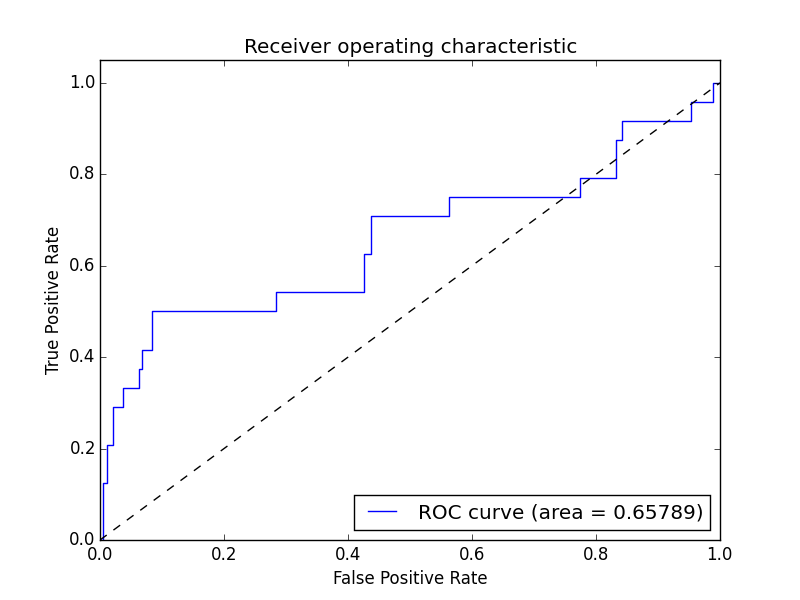 Receiver operating characteristic
1.0
0.8
0.6
0.4
0.2
0.0
True Positive Rate
0.0 0.2 0.4 0.6 0.8 1.0
False Positive Rate
ROC curve (area = 0.65789)